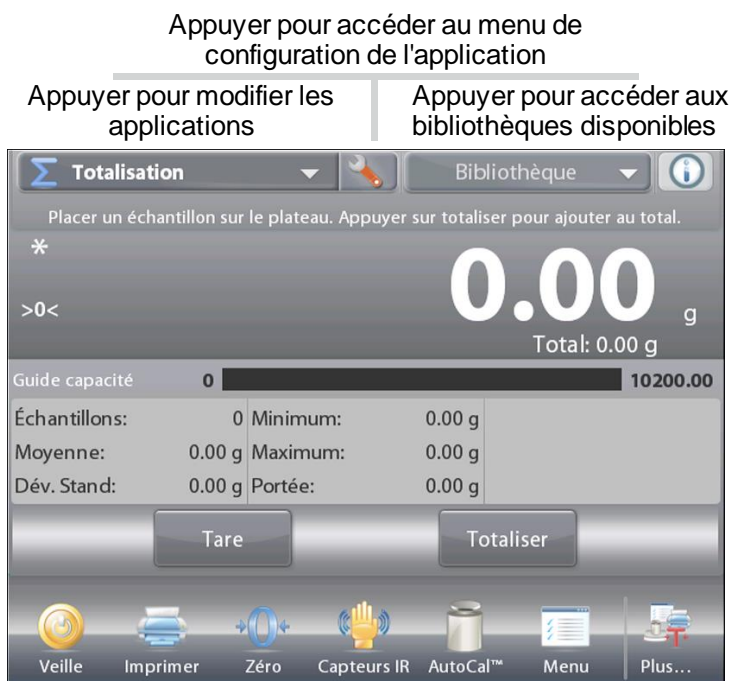 Appuyer pour accéder au menu de
configuration de l'application
Appuyer pour modifier les
applications
Appuyer pour accéder aux
bibliothèques disponibles
Totalisation
Bibliothèque
Placer un échantillon sur le plateau. Appuyer sur totaliser pour ajouter au total.
*
>0<
0.00 g
Total: 0.00 g
Guide capacité 0 10200.00
Échantillons: 0 Minimum: 0.00 g
Moyenne: 0.00 g Maximum: 0.00 g
Dév. Stand: 0.00 g Portée: 0.00 g
Tare Totaliser
Veille Imprimer Zéro Capteurs IR AutoCal™ Menu Plus...